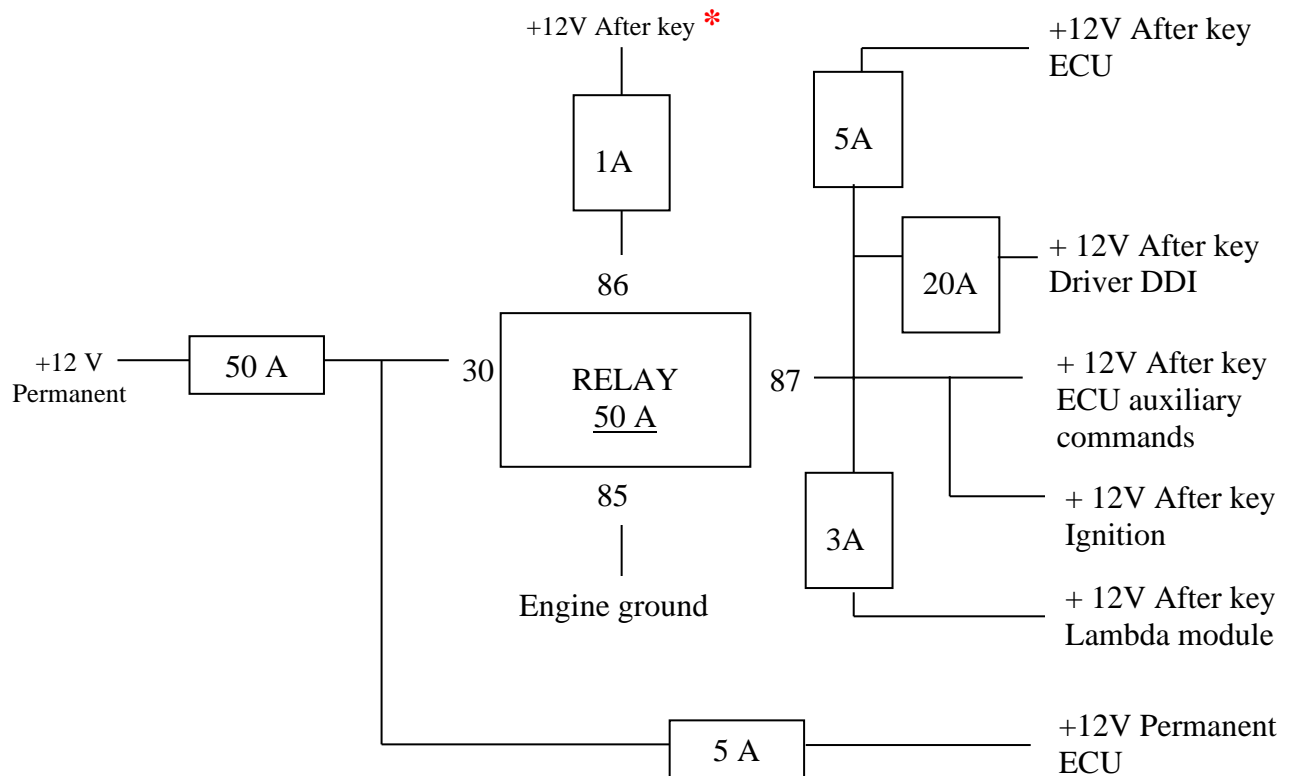 +12V After key *
+12V After key
ECU
5A
1A
+ 12V After key
Driver DDI
20A
86
+12 V
Permanent
50 A
30
RELAY
50 A
87
+ 12V After key
ECU auxiliary
commands
85
+ 12V After key
Ignition
3A
Engine ground
+ 12V After key
Lambda module
5 A
+12V Permanent
ECU